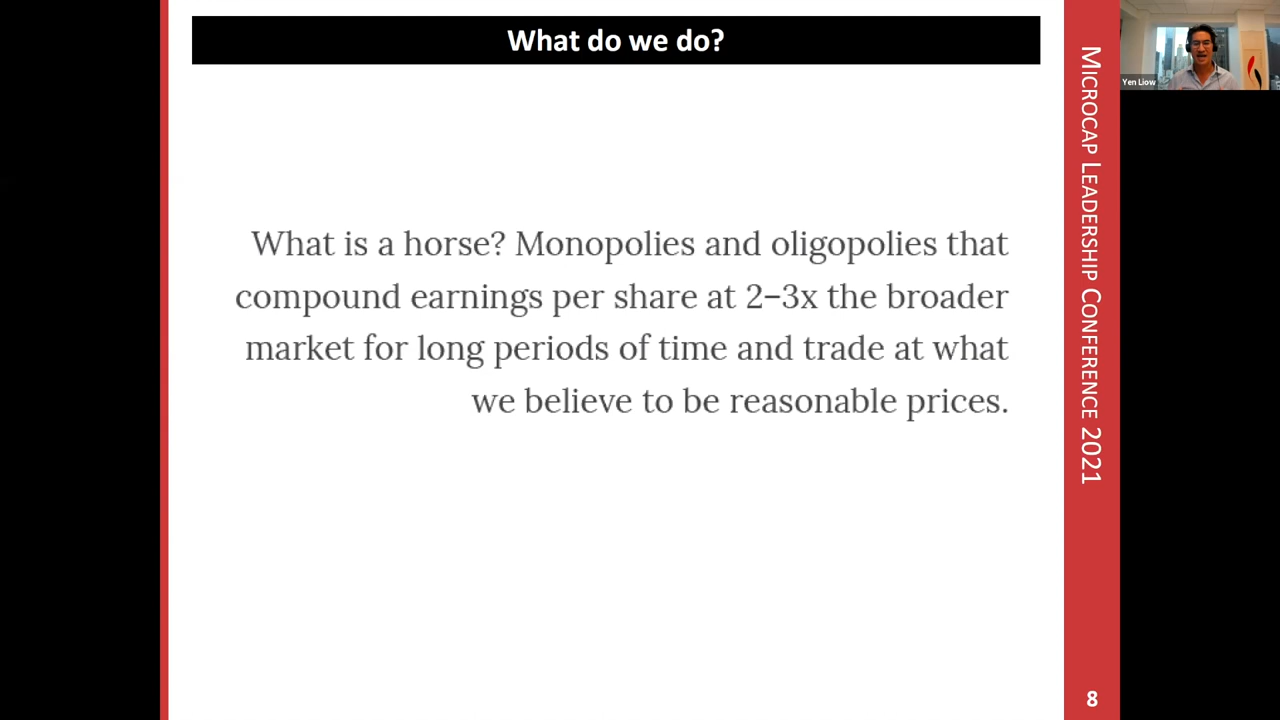 What do we do?
What is a horse? Monopolies and oligopolies that
compound earnings per share at 2–3x the broader
market for long periods of time and trade at what
we believe to be reasonable prices.
MICROCAP LEADERSHIP CONFERENCE 2021
8
Yen Liow